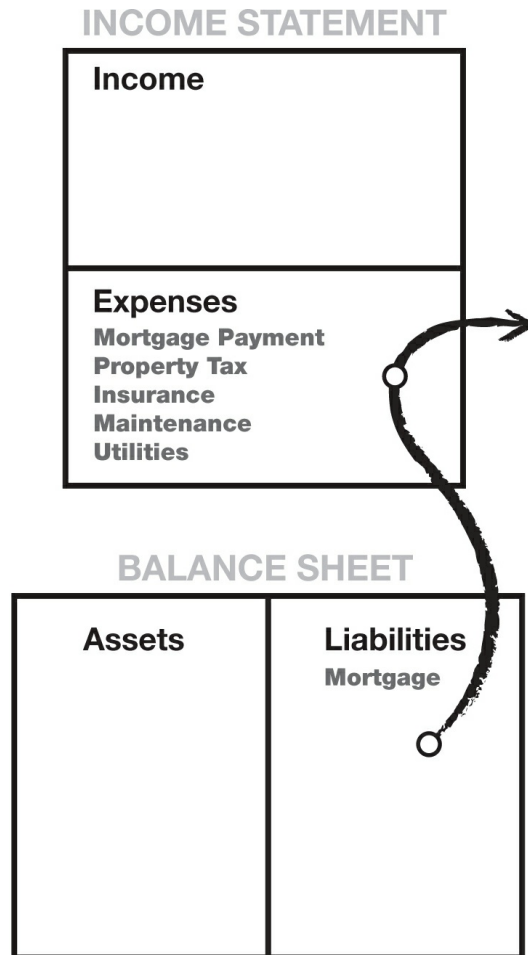 INCOME STATEMENT
Income
Expenses
Mortgage Payment
Property Tax
Insurance
Maintenance
Utilities
BALANCE SHEET
Assets
Liabilities
Mortgage